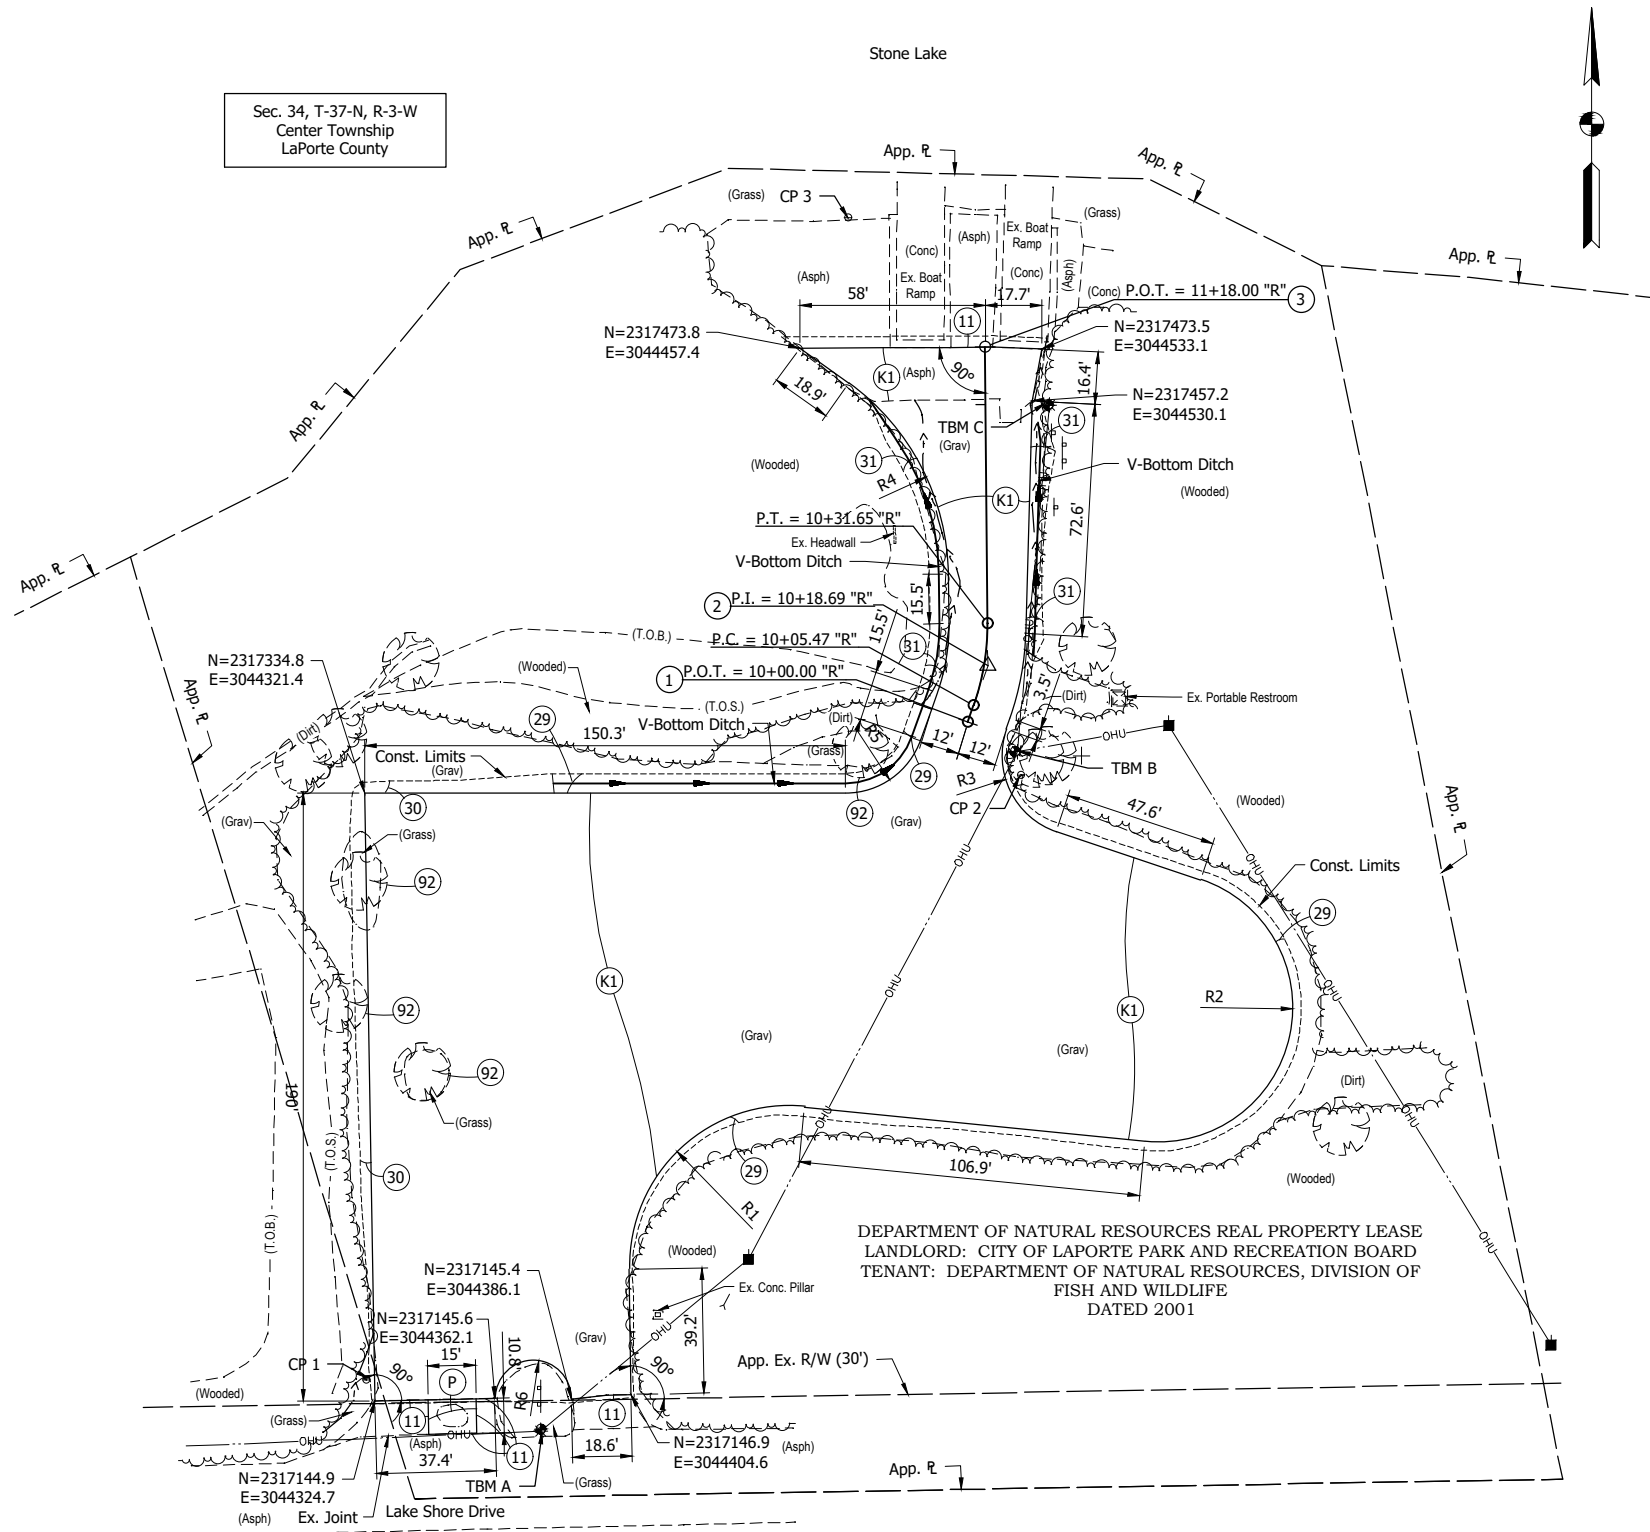 Stone Lake
Sec. 34, T-37-N, R-3-W
Center Township
LaPorte County
App. ⅊
App. ⅊
App. ⅊
App. ⅊
App. ⅊
App. ⅊
App. ⅊
App. ⅊
App. ⅊
App. ⅊
(Grass)
CP 3
(Grass)
(Asph)
(Conc)
Ex. Boat
Ramp
(Asph)
Ex. Boat
Ramp
(Conc)
(Asph)
58'
17.7'
(Conc)
P.O.T. = 11+18.00 "R"
3
11
N=2317473.8
E=3044457.4
N=2317473.5
E=3044533.1
K1
(Asph)
90°
18.9'
16.4'
N=2317457.2
E=3044530.1
TBM C
31
(Grav)
(Wooded)
31
R4
V-Bottom Ditch
(Wooded)
K1
P.T. = 10+31.65 "R"
Ex. Headwall
V-Bottom Ditch
72.6'
15.5'
31
2
P.I. = 10+18.69 "R"
15.5'
P.C. = 10+05.47 "R"
31
1
P.O.T. = 10+00.00 "R"
(T.O.B.)
(Wooded)
N=2317334.8
E=3044321.4
(T.O.S.)
29
V-Bottom Ditch
150.3'
(Dirt)
Const. Limits
(Grav)
(Grass)
(Dirt)
R5
12'
12'
29
R3
3.5'
(Dirt)
Ex. Portable Restroom
OHU
TBM B
CP 2
30
92
(Grav)
(Grav)
(Grass)
47.6'
(Wooded)
OHU
OHU
Const. Limits
92
29
K1
92
OHU
R2
K1
OHU
(Grav)
(Grav)
92
(Grass)
190'
(Dirt)
OHU
OHU
(T.O.S.)
30
29
106.9'
(Wooded)
R1
(T.O.B.)
(Wooded)
DEPARTMENT OF NATURAL RESOURCES REAL PROPERTY LEASE
LANDLORD: CITY OF LAPORTE PARK AND RECREATION BOARD
TENANT: DEPARTMENT OF NATURAL RESOURCES, DIVISION OF
FISH AND WILDLIFE
DATED 2001
OHU
N=2317145.4
E=3044386.1
Ex. Conc. Pillar
N=2317145.6
E=3044362.1
10.8'
(Grav)
OHU
39.2'
CP 1
90°
15'
P
R6
90°
App. Ex. R/W (30')
(Wooded)
(Grass)
11
11
OHU
(Asph)
OHU
11
37.4'
18.6'
N=2317146.9
E=3044404.6
(Asph)
TBM A
(Grass)
N=2317144.9
E=3044324.7
(Asph)
Ex. Joint
Lake Shore Drive